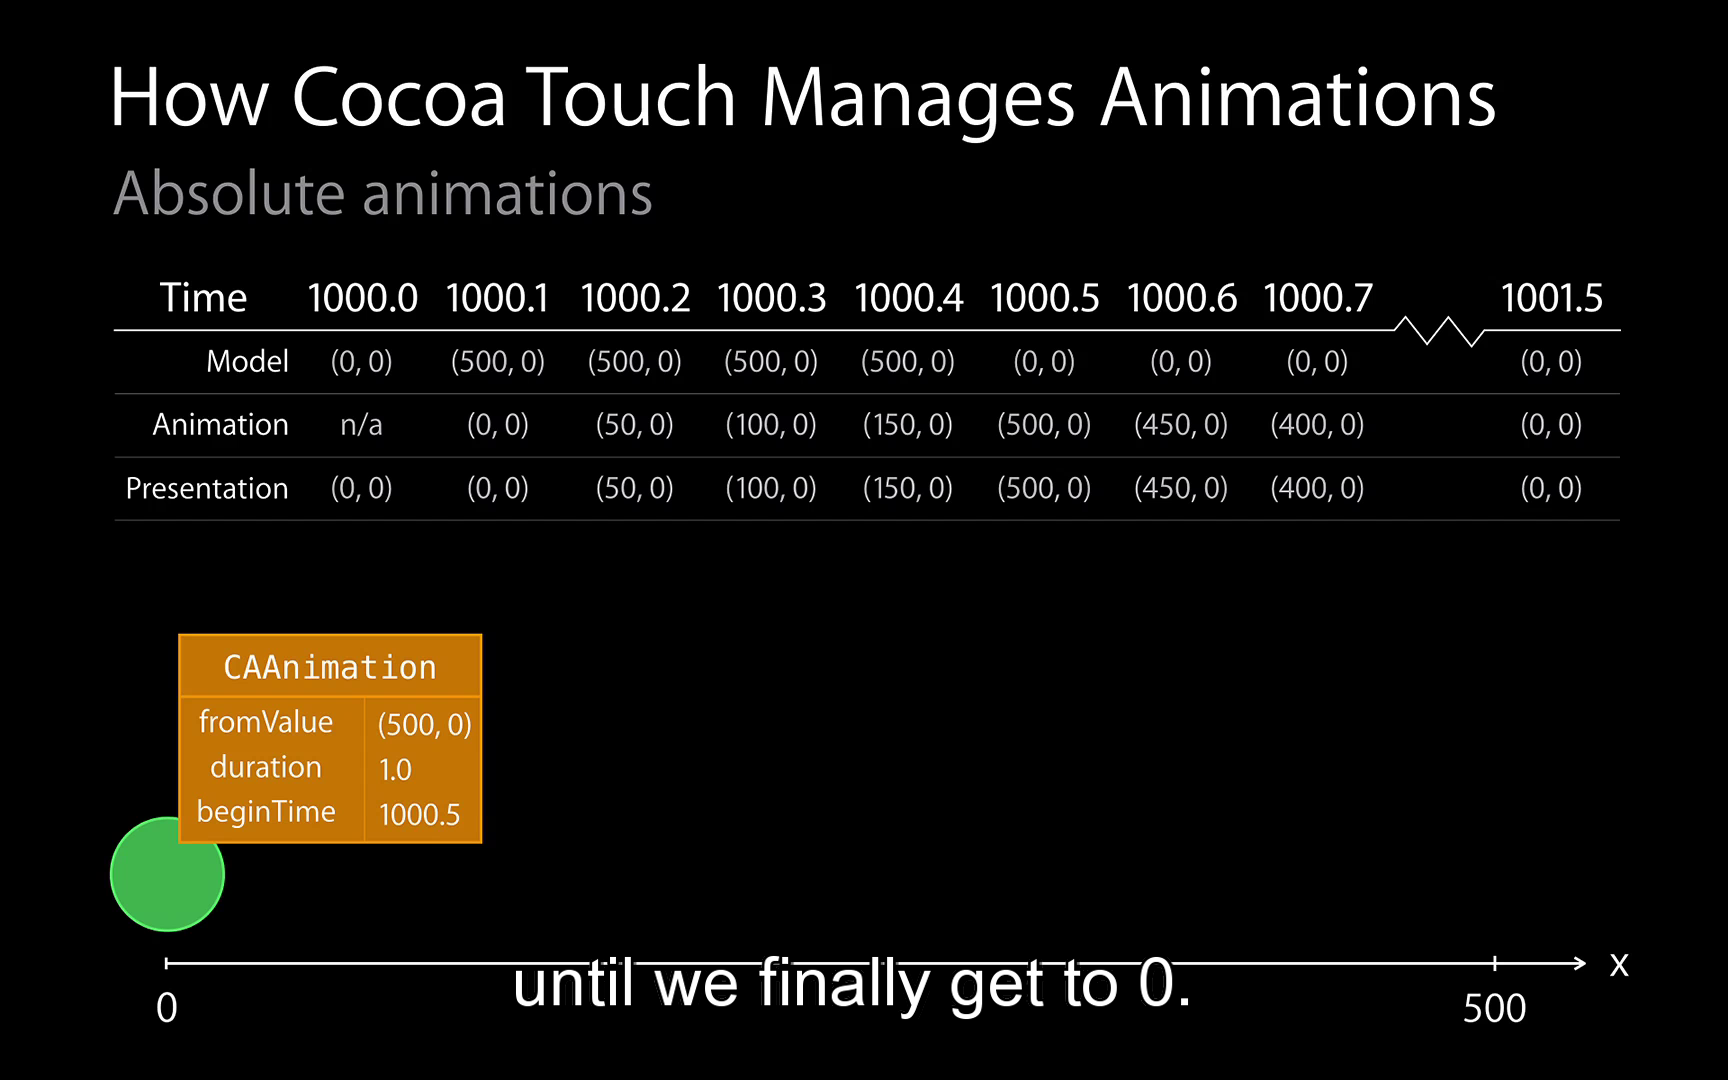 How Cocoa Touch Manages Animations
Absolute animations
Time 1000.0 1000.1 1000.2 1000.3 1000.4 1000.5 1000.6 1000.7 1001.5
Model (0, 0) (500, 0) (500, 0) (500, 0) (500, 0) (0, 0) (0, 0) (0, 0) (0, 0)
Animation n/a (0, 0) (50, 0) (100, 0) (150, 0) (500, 0) (450, 0) (400, 0) (0, 0)
Presentation (0, 0) (0, 0) (50, 0) (100, 0) (150, 0) (500, 0) (450, 0) (400, 0) (0, 0)
CAAnimation
fromValue (500, 0)
duration 1.0
beginTime 1000.5
x
until we finally get to 0.
0 500